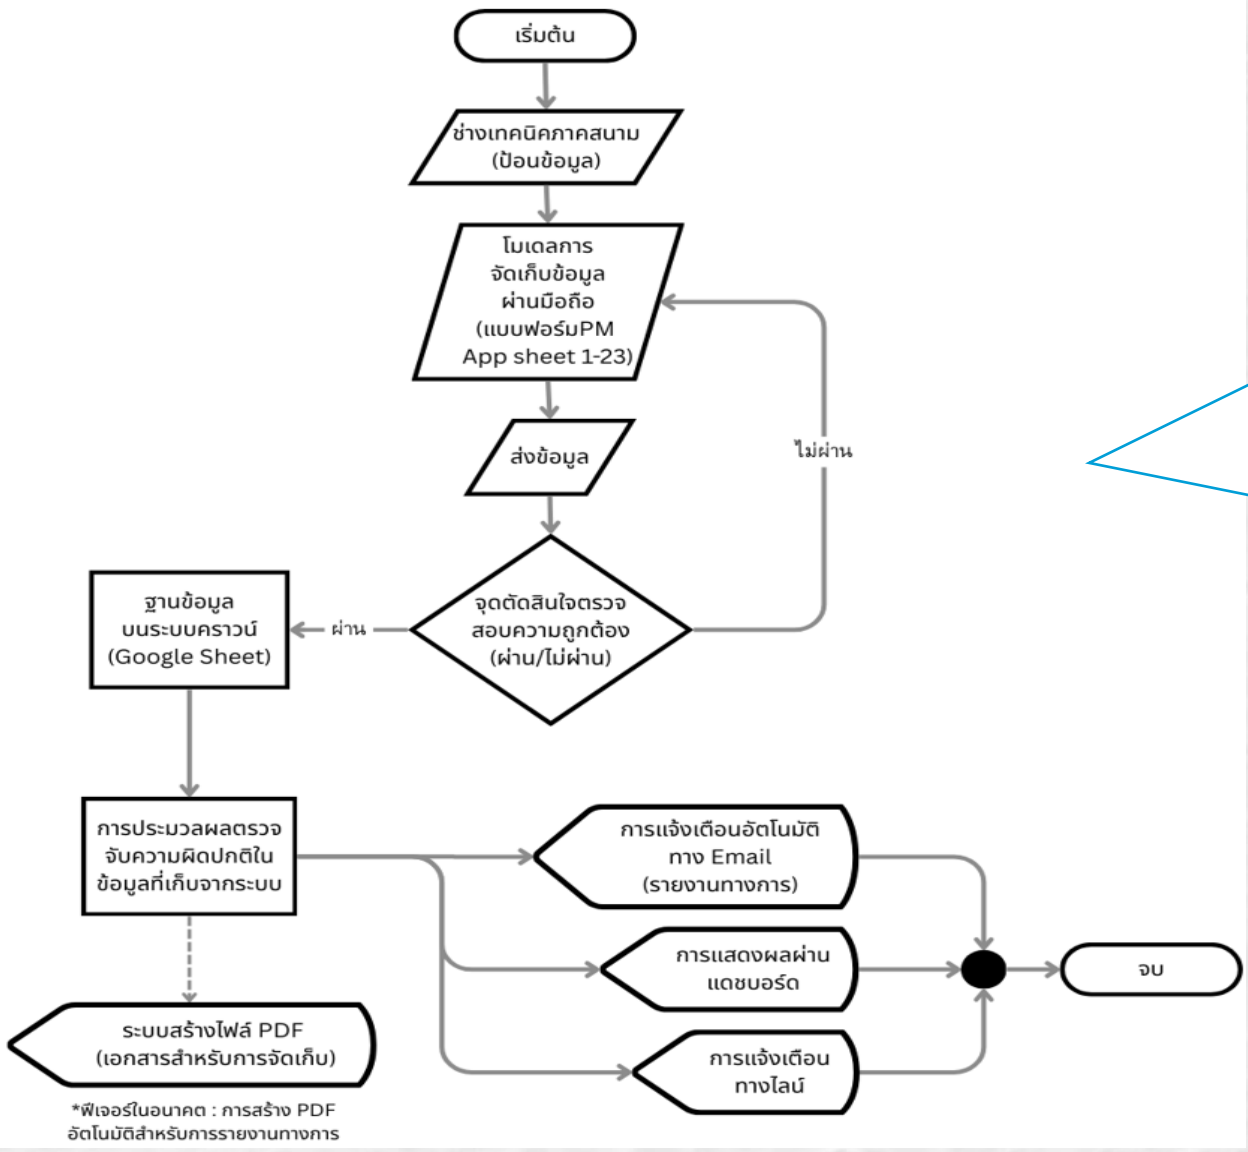 เริ่มต้น
ช่างเทคนิคภาคสนาม
(ป้อนข้อมูล)
โมเดลการ
จัดเก็บข้อมูล
ผ่านมือถือ
(แบบฟอร์มPM
App sheet 1-23)
ส่งข้อมูล
ไม่ผ่าน
จุดตัดสินใจตรวจ
สอบความถูกต้อง
(ผ่าน/ไม่ผ่าน)
ผ่าน
ฐานข้อมูล
บนระบบคราวน์
(Google Sheet)
การประมวลผลตรวจ
จับความผิดปกติใน
ข้อมูลที่เก็บจากระบบ
การแจ้งเตือนอัตโนมัติ
ทาง Email
(รายงานทางการ)
การแสดงผลผ่าน
แดชบอร์ด
จบ
การแจ้งเตือน
ทางไลน์
ระบบสร้างไฟล์ PDF
(เอกสารสำหรับการจัดเก็บ)
*ฟีเจอร์ในอนาคต : การสร้าง PDF
อัตโนมัติสำหรับการรายงานทางการ